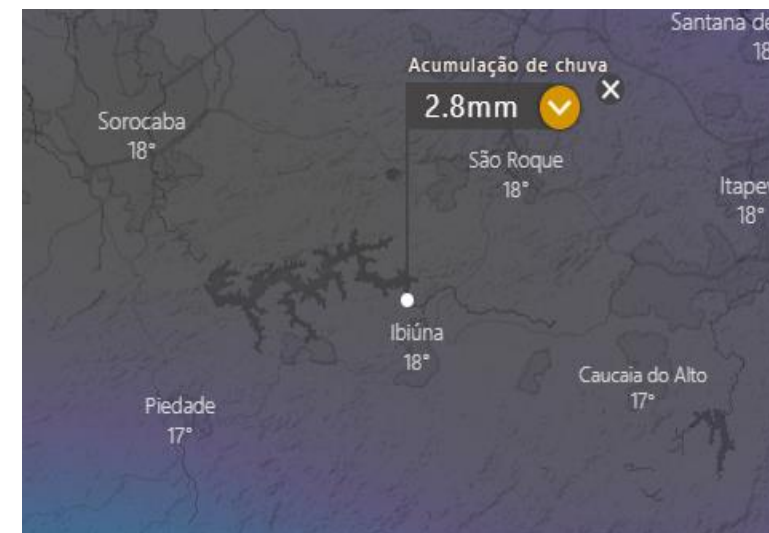 Santana de
18
Acumulação de chuva
2.8mm
Sorocaba
18°
São Roque
18°
Itape
18°
Ibiúna
18°
Caucaia do Alto
17°
Piedade
17°